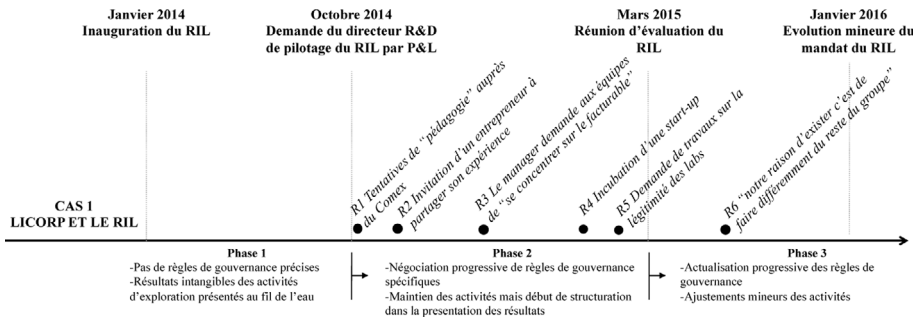 Janvier 2014
Inauguration du RIL
Octobre 2014
Demande du directeur R&D
de pilotage du RIL par P&L
Mars 2015
Réunion d'évaluation du
RIL
Janvier 2016
Evolution mineure du
mandat du RIL
R1 Tentatives de "pédagogie" auprès
du Comex
R2 Invitation d'un entrepreneur à
partager son expérience
R3 Le manager demande aux équipes
de "se concentrer sur le facturable"
R4 Incubation d'une start-up
R5 Demande de travaux sur la
légitimité des labs
R6 "notre raison d'exister c'est de
faire différemment du reste du groupe"
CAS 1
LICORP ET LE RIL
Phase 1
-Pas de règles de gouvernance précises
-Résultats intangibles des activités
d'exploration présentés au fil de l'eau
Phase 2
-Négociation progressive de règles de gouvernance
spécifiques
-Maintien des activités mais début de structuration
dans la presentation des résultats
Phase 3
-Actualisation progressive des règles de
gouvernance
-Ajustements mineurs des activités